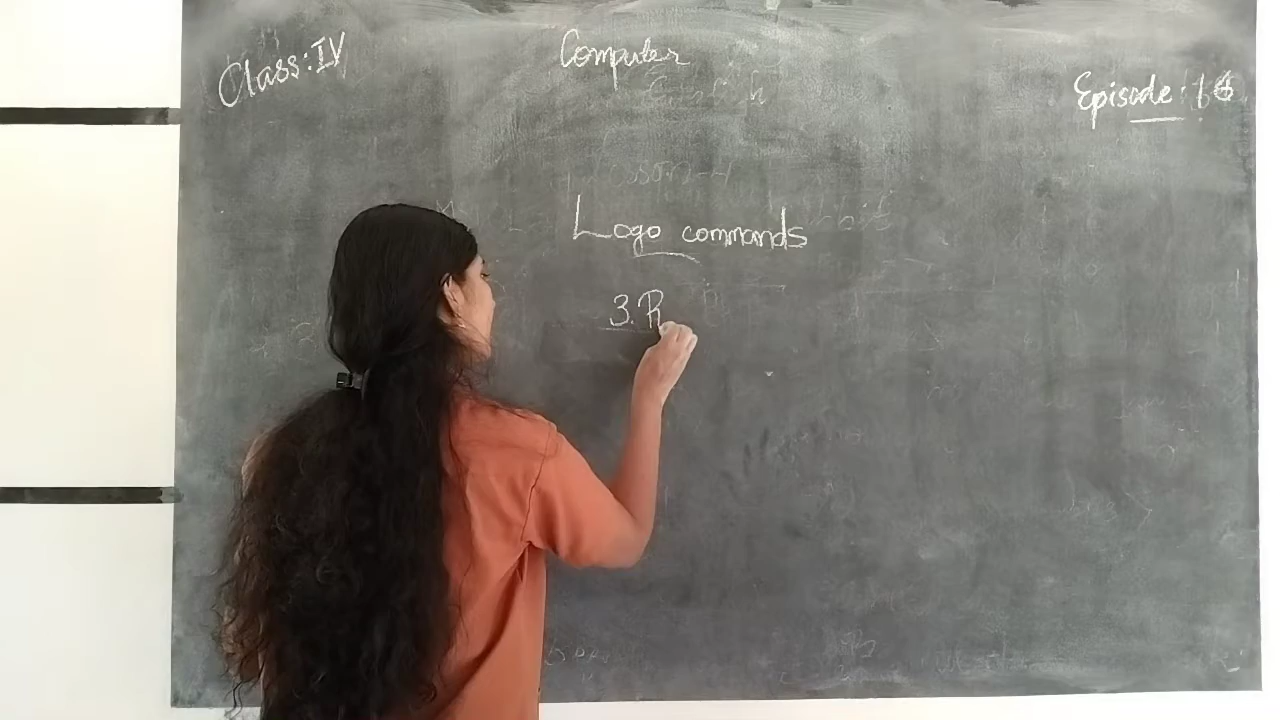 Class: IV
Computer
Episode: 16
Logo commands
3. R